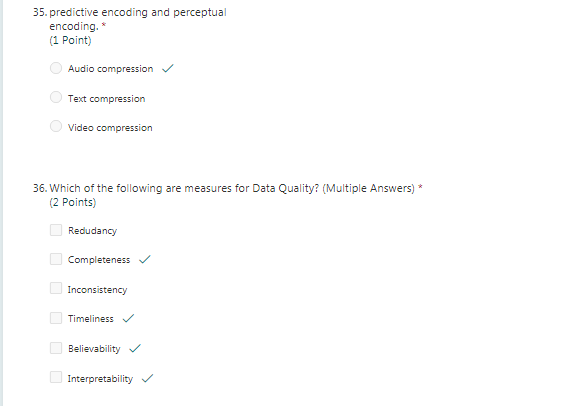 35. predictive encoding and perceptual
encoding. *
(1 Point)
Audio compression
Text compression
Video compression
36. Which of the following are measures for Data Quality? (Multiple Answers) *
(2 Points)
Redudancy
Completeness
Inconsistency
Timeliness
Believability
Interpretability